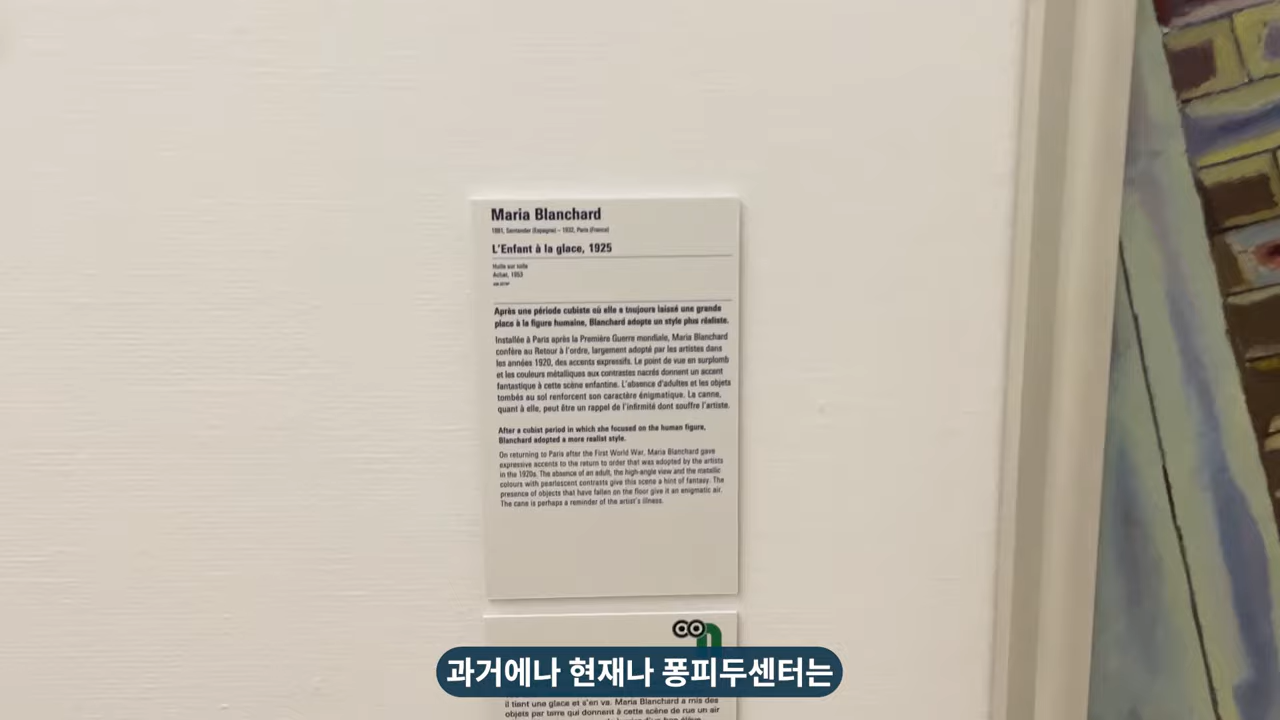 Maria Blanchard
1881, Santander (Espagne) – 1932, Paris (France)
L'Enfant à la glace, 1925
Huile sur toile
Achat, 1953
Après une période cubiste où elle a toujours laissé une grande
place à la figure humaine, Blanchard adopte un style plus réaliste.
Installée à Paris après la Première Guerre mondiale, Maria Blanchard
confère au Retour à l'ordre, largement adopté par les artistes dans
les années 1920, des accents expressifs. Le point de vue en surplomb
et les couleurs métalliques aux contrastes nacrés donnent un accent
fantastique à cette scène enfantine. L'absence d'adultes et les objets
tombés au sol renforcent son caractère énigmatique. La canne,
quant à elle, peut être un rappel de l'infirmité dont souffre l'artiste.
After a cubist period in which she focused on the human figure,
Blanchard adopted a more realist style.
On returning to Paris after the First World War, Maria Blanchard gave
expressive accents to the return to order that was adopted by the artists
in the 1920s. The absence of an adult, the high-angle view and the metallic
colours with pearlescent contrasts give this scene a hint of fantasy. The
presence of objects that have fallen on the floor give it an enigmatic air.
The cane is perhaps a reminder of the artist's illness.
과거에나 현재나 퐁피두센터는
il tient une glace et s'en va. Maria Blanchard a mis des
objets par terre qui donnent à cette scène de rue un air